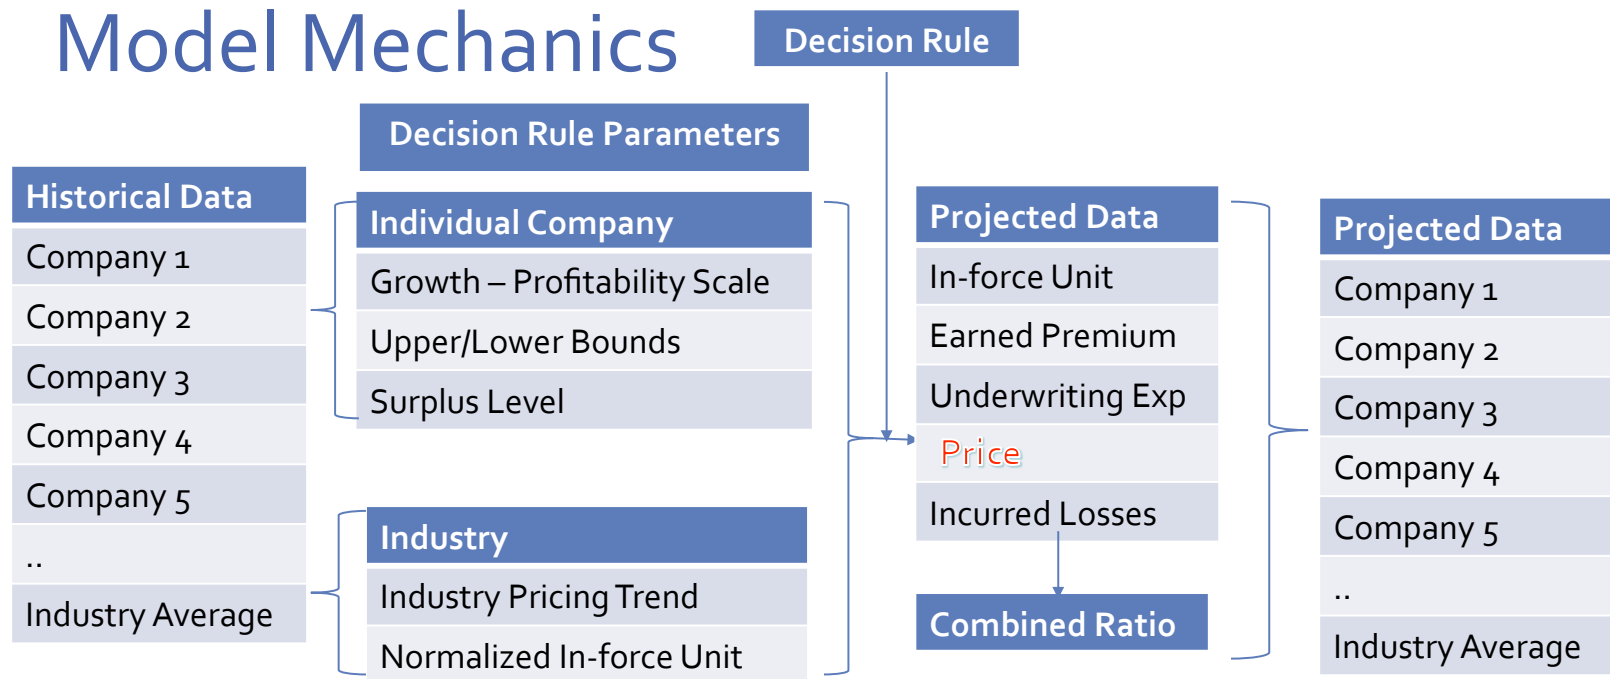 Model Mechanics
Decision Rule
Decision Rule Parameters
Historical Data
Company 1
Company 2
Company 3
Company 4
Company 5
..
Industry Average
Individual Company
Growth – Profitability Scale
Upper/Lower Bounds
Surplus Level
Industry
Industry Pricing Trend
Normalized In-force Unit
Projected Data
In-force Unit
Earned Premium
Underwriting Exp
Price
Incurred Losses
Combined Ratio
Projected Data
Company 1
Company 2
Company 3
Company 4
Company 5
..
Industry Average